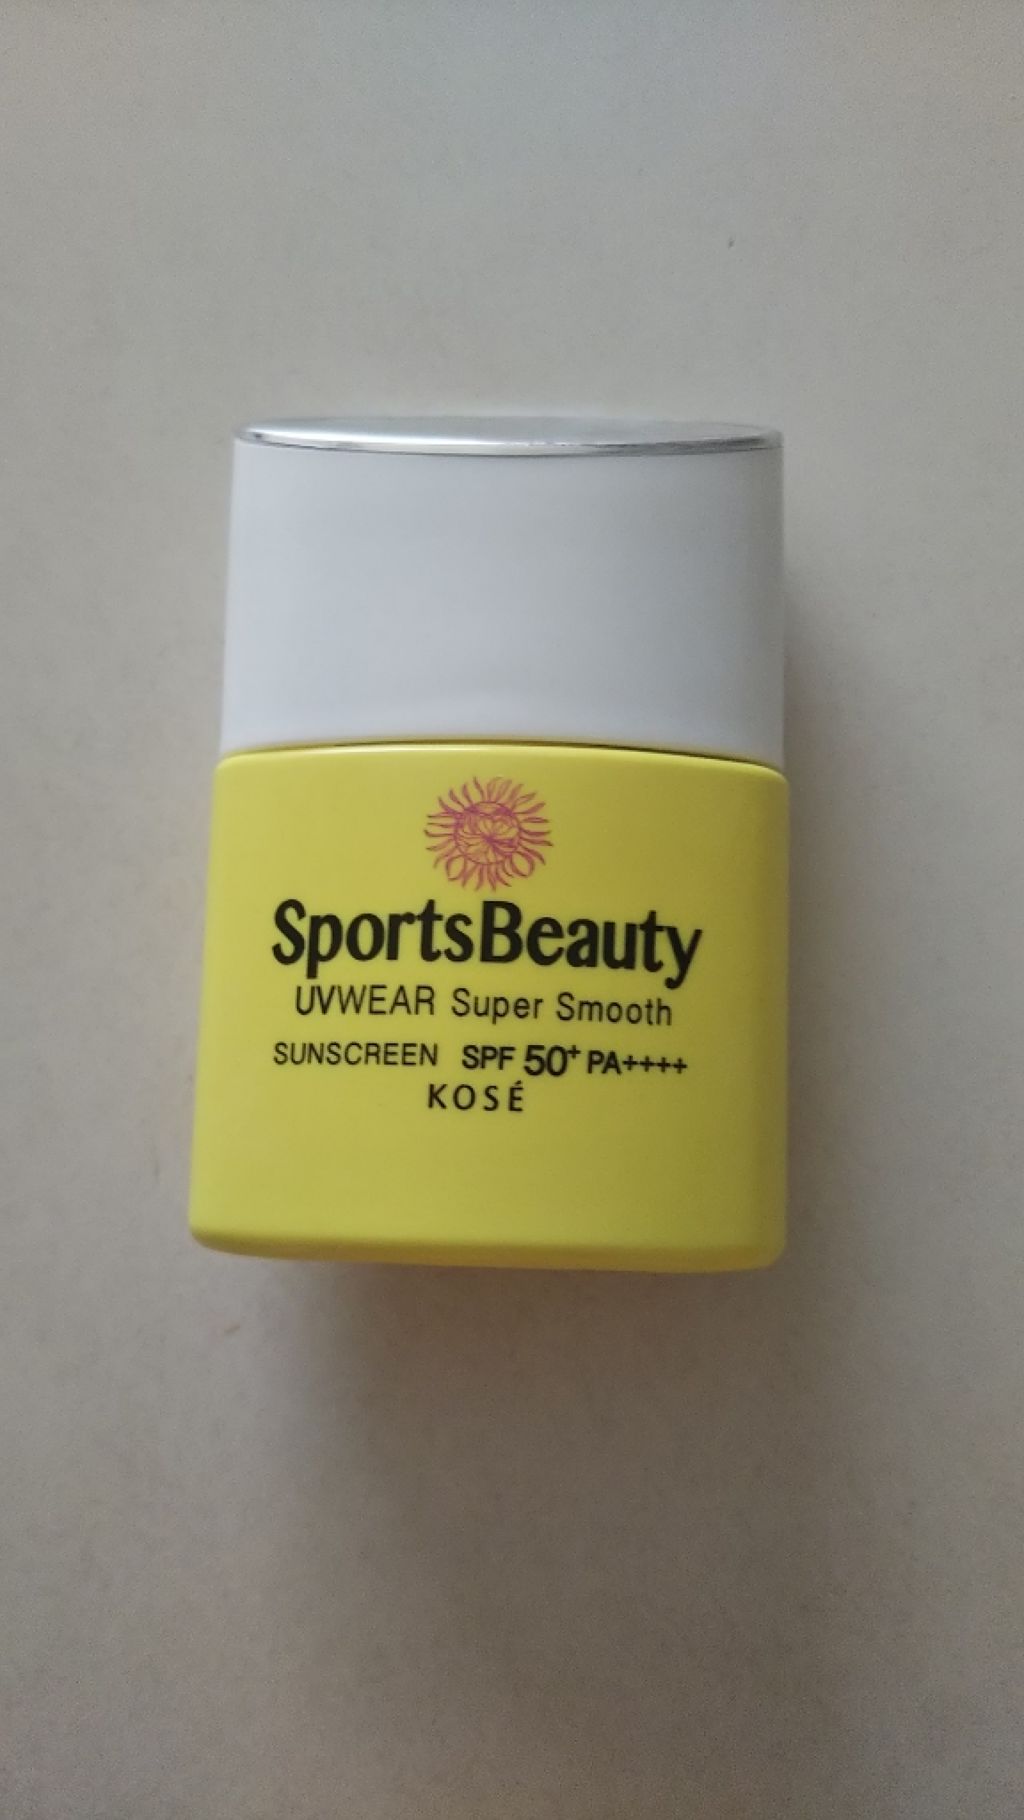 SportsBeauty
UVWEAR Super Smooth
SUNSCREEN SPF 50+ PA++++
KOSÉ